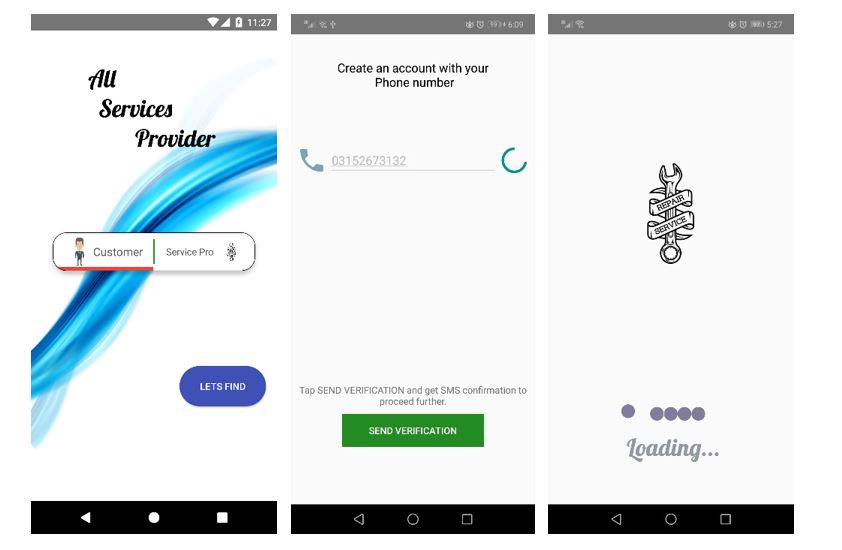 11:27
All
Services
Provider
Customer
Service Pro
LETS FIND
6:09
Create an account with your
Phone number
03152673132
Tap SEND VERIFICATION and get SMS confirmation to
proceed further.
SEND VERIFICATION
5:27
REPAIR
SERVICE
Loading...